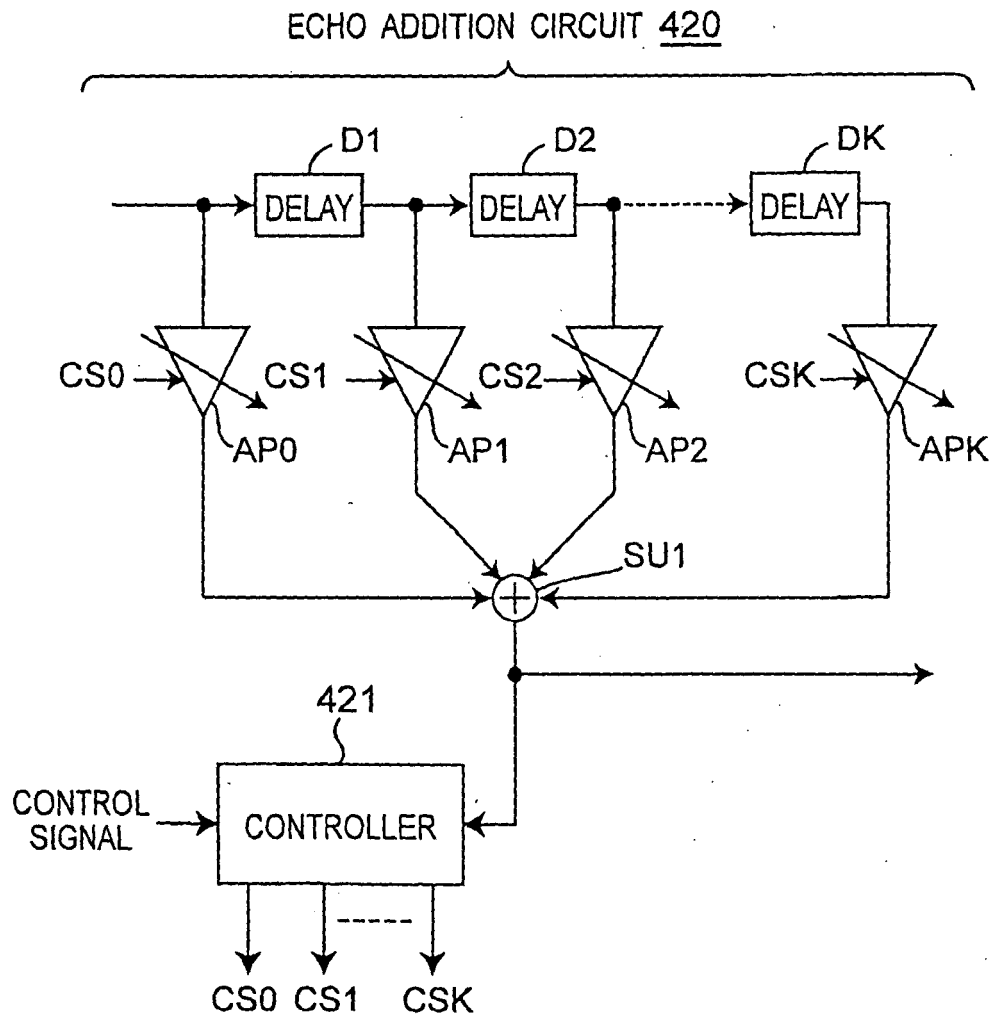 ECHO ADDITION CIRCUIT 420
D1
D2
DK
DELAY
DELAY
DELAY
CS0
CS1
CS2
CSK
AP0
AP1
AP2
APK
SU1
+
421
CONTROL
SIGNAL
CONTROLLER
CS0 CS1 CSK